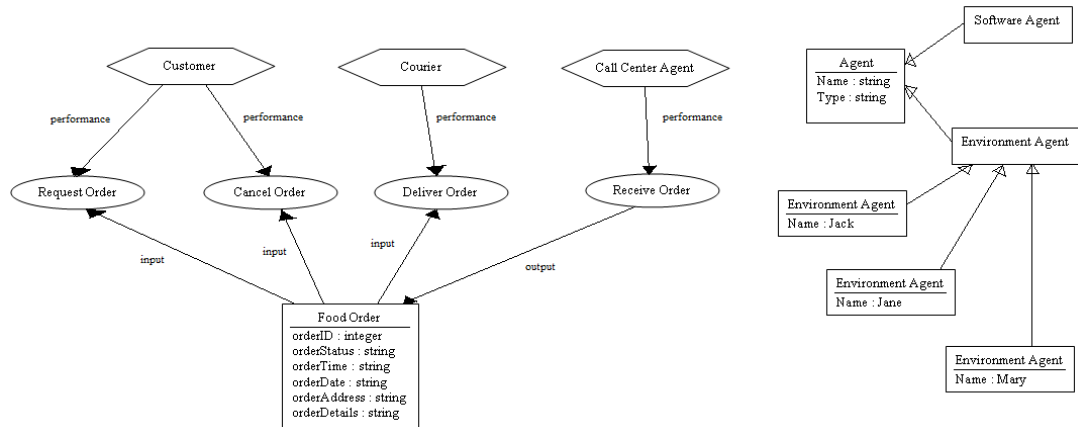 Customer
Courier
Call Center Agent
performance
performance
performance
performance
Request Order
Cancel Order
Deliver Order
Receive Order
input
input
input
output
Food Order
orderID : integer
orderStatus : string
orderTime : string
orderDate : string
orderAddress : string
orderDetails : string
Software Agent
Agent
Name : string
Type : string
Environment Agent
Environment Agent
Name : Jack
Environment Agent
Name : Jane
Environment Agent
Name : Mary